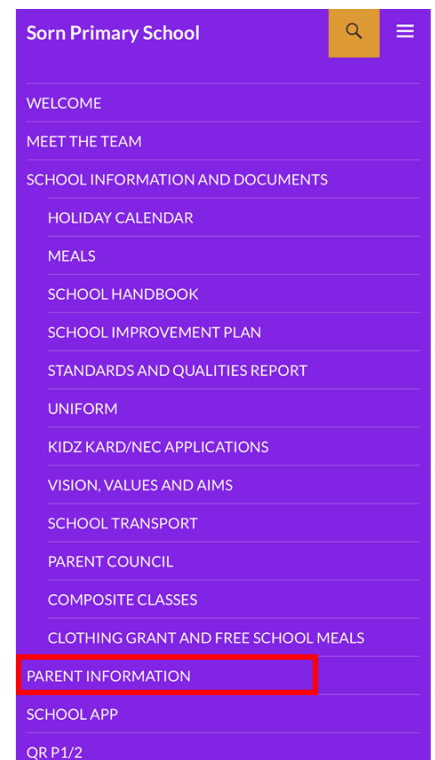 Sorn Primary School
WELCOME
MEET THE TEAM
SCHOOL INFORMATION AND DOCUMENTS
HOLIDAY CALENDAR
MEALS
SCHOOL HANDBOOK
SCHOOL IMPROVEMENT PLAN
STANDARDS AND QUALITIES REPORT
UNIFORM
KIDZ KARD/NEC APPLICATIONS
VISION, VALUES AND AIMS
SCHOOL TRANSPORT
PARENT COUNCIL
COMPOSITE CLASSES
CLOTHING GRANT AND FREE SCHOOL MEALS
PARENT INFORMATION
SCHOOL APP
QR P1/2